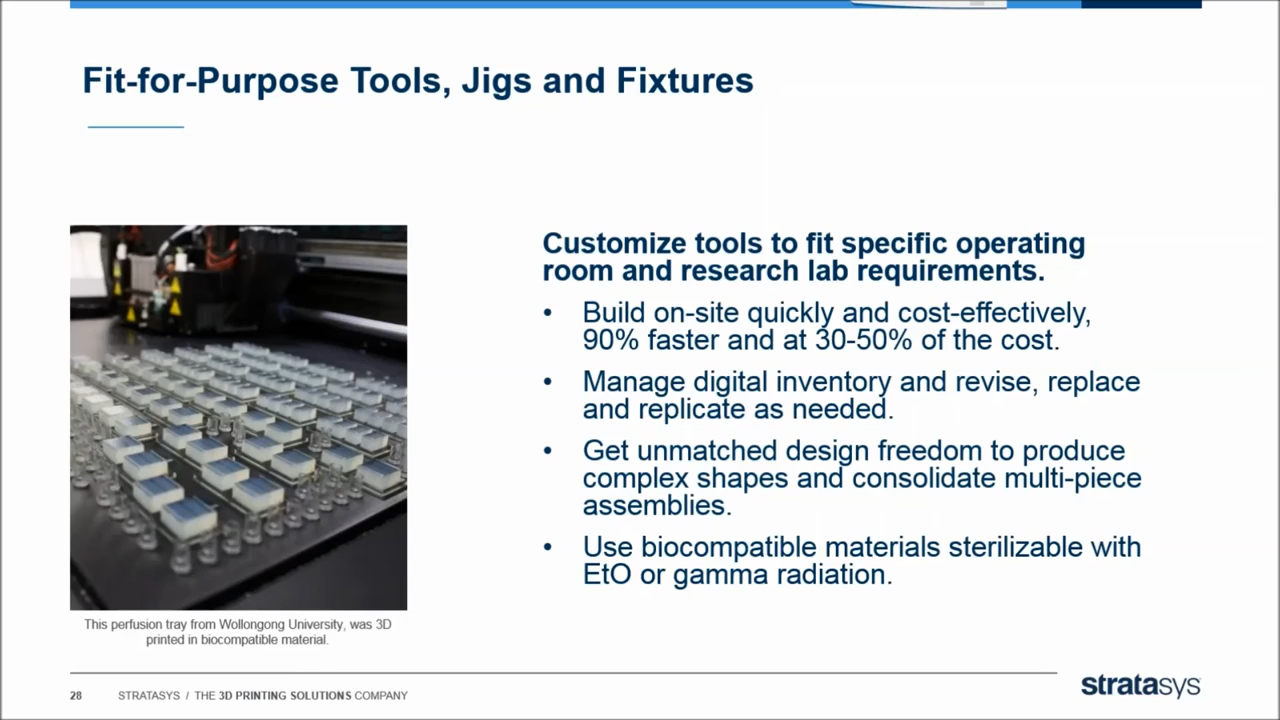 Fit-for-Purpose Tools, Jigs and Fixtures
Customize tools to fit specific operating
room and research lab requirements.
• Build on-site quickly and cost-effectively,
90% faster and at 30-50% of the cost.
• Manage digital inventory and revise, replace
and replicate as needed.
• Get unmatched design freedom to produce
complex shapes and consolidate multi-piece
assemblies.
• Use biocompatible materials sterilizable with
EtO or gamma radiation.
This perfusion tray from Wollongong University, was 3D
printed in biocompatible material.
28 STRATASYS / THE 3D PRINTING SOLUTIONS COMPANY
stratasys